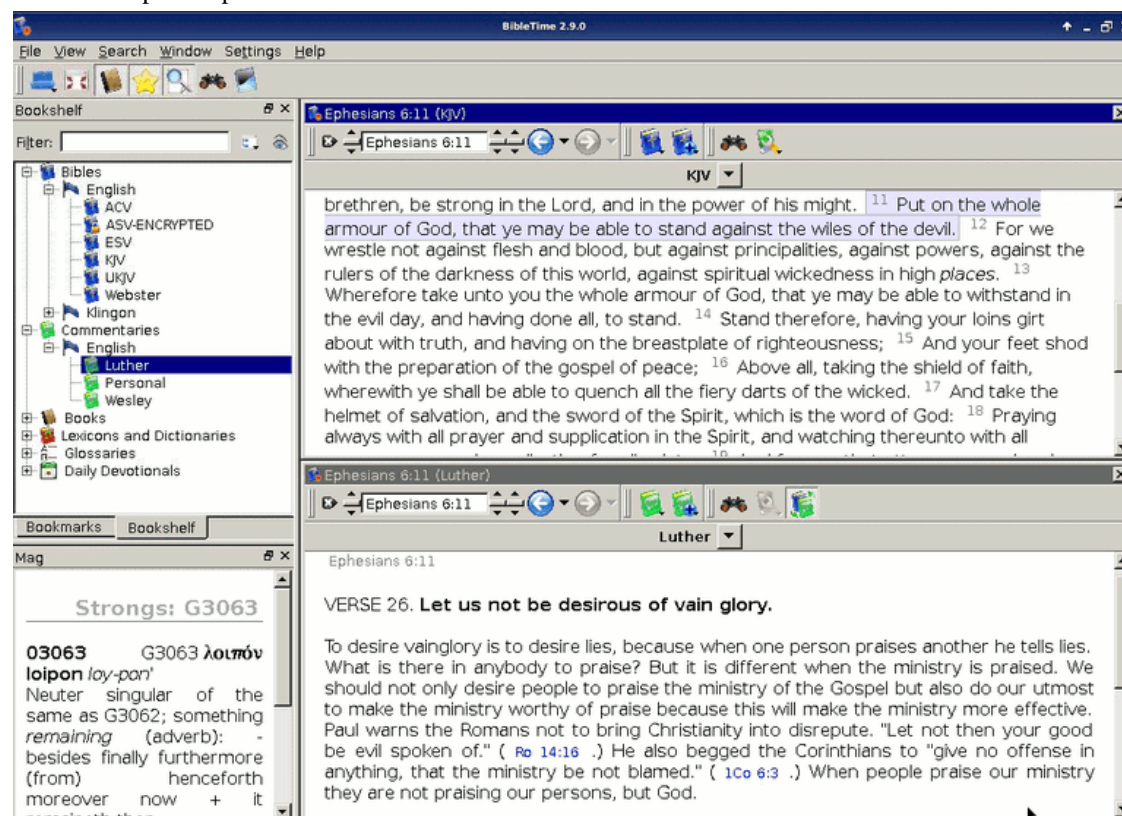 BibleTime 2.9.0
File View Search Window Settings Help
Bookshelf
Filter:
Bibles
English
ACV
ASV-ENCRYPTED
ESV
KJV
UKJV
Webster
Klingon
Commentaries
English
Luther
Personal
Wesley
Books
Lexicons and Dictionaries
Glossaries
Daily Devotionals
Bookmarks Bookshelf
Mag
Strongs: G3063
03063 G3063 λοιπόν
loipon loy-pon'
Neuter singular of the
same as G3062; something
remaining (adverb): -
besides finally furthermore
(from) henceforth
moreover now + it
Ephesians 6:11 (KJV)
Ephesians 6:11
KJV
brethren, be strong in the Lord, and in the power of his might. 11 Put on the whole
armour of God, that ye may be able to stand against the wiles of the devil. 12 For we
wrestle not against flesh and blood, but against principalities, against powers, against the
rulers of the darkness of this world, against spiritual wickedness in high places. 13
Wherefore take unto you the whole armour of God, that ye may be able to withstand in
the evil day, and having done all, to stand. 14 Stand therefore, having your loins girt
about with truth, and having on the breastplate of righteousness; 15 And your feet shod
with the preparation of the gospel of peace; 16 Above all, taking the shield of faith,
wherewith ye shall be able to quench all the fiery darts of the wicked. 17 And take the
helmet of salvation, and the sword of the Spirit, which is the word of God: 18 Praying
always with all prayer and supplication in the Spirit, and watching thereunto with all
Ephesians 6:11 (Luther)
Ephesians 6:11
Luther
Ephesians 6:11
VERSE 26. Let us not be desirous of vain glory.
To desire vainglory is to desire lies, because when one person praises another he tells lies.
What is there in anybody to praise? But it is different when the ministry is praised. We
should not only desire people to praise the ministry of the Gospel but also do our utmost
to make the ministry worthy of praise because this will make the ministry more effective.
Paul warns the Romans not to bring Christianity into disrepute. "Let not then your good
be evil spoken of." ( Ro 14:16 .) He also begged the Corinthians to "give no offense in
anything, that the ministry be not blamed." ( 1Co 6:3 .) When people praise our ministry
they are not praising our persons, but God.